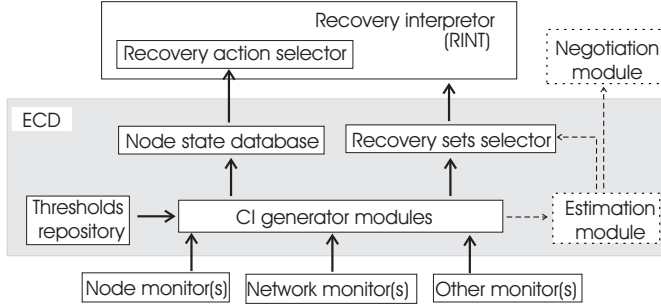 Recovery interpretor
(RINT)
Recovery action selector
Negotiation
module
ECD
Node state database
Recovery sets selector
Thresholds
repository
CI generator modules
Estimation
module
Node monitor(s)
Network monitor(s)
Other monitor(s)